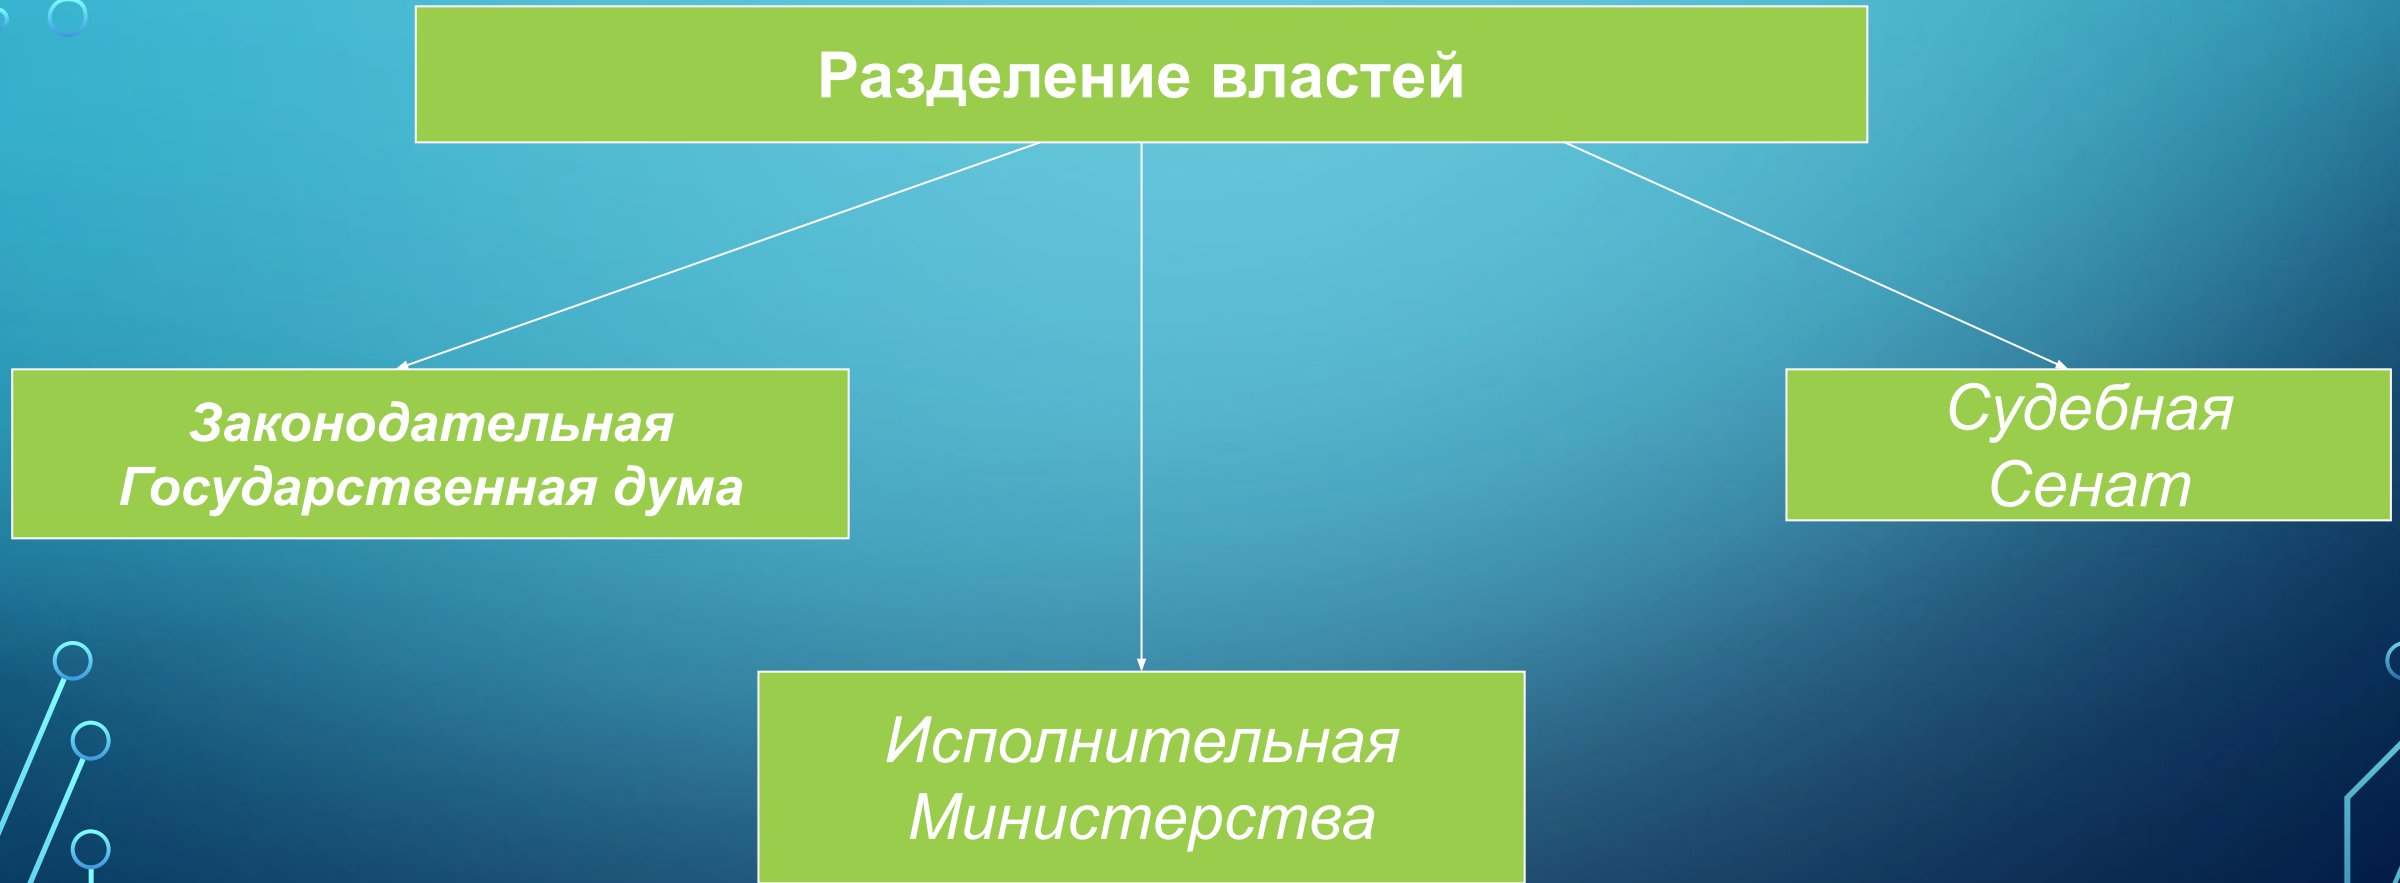 Разделение властей
Законодательная
Государственная дума
Судебная
Сенат
Исполнительная
Министерства